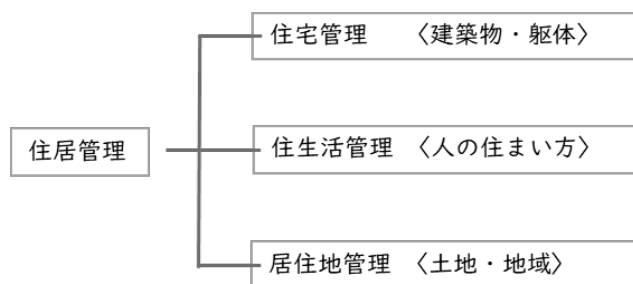 住宅管理 〈建築物・躯体〉
住居管理
住生活管理 〈人の住まい方〉
居住地管理 〈土地・地域〉